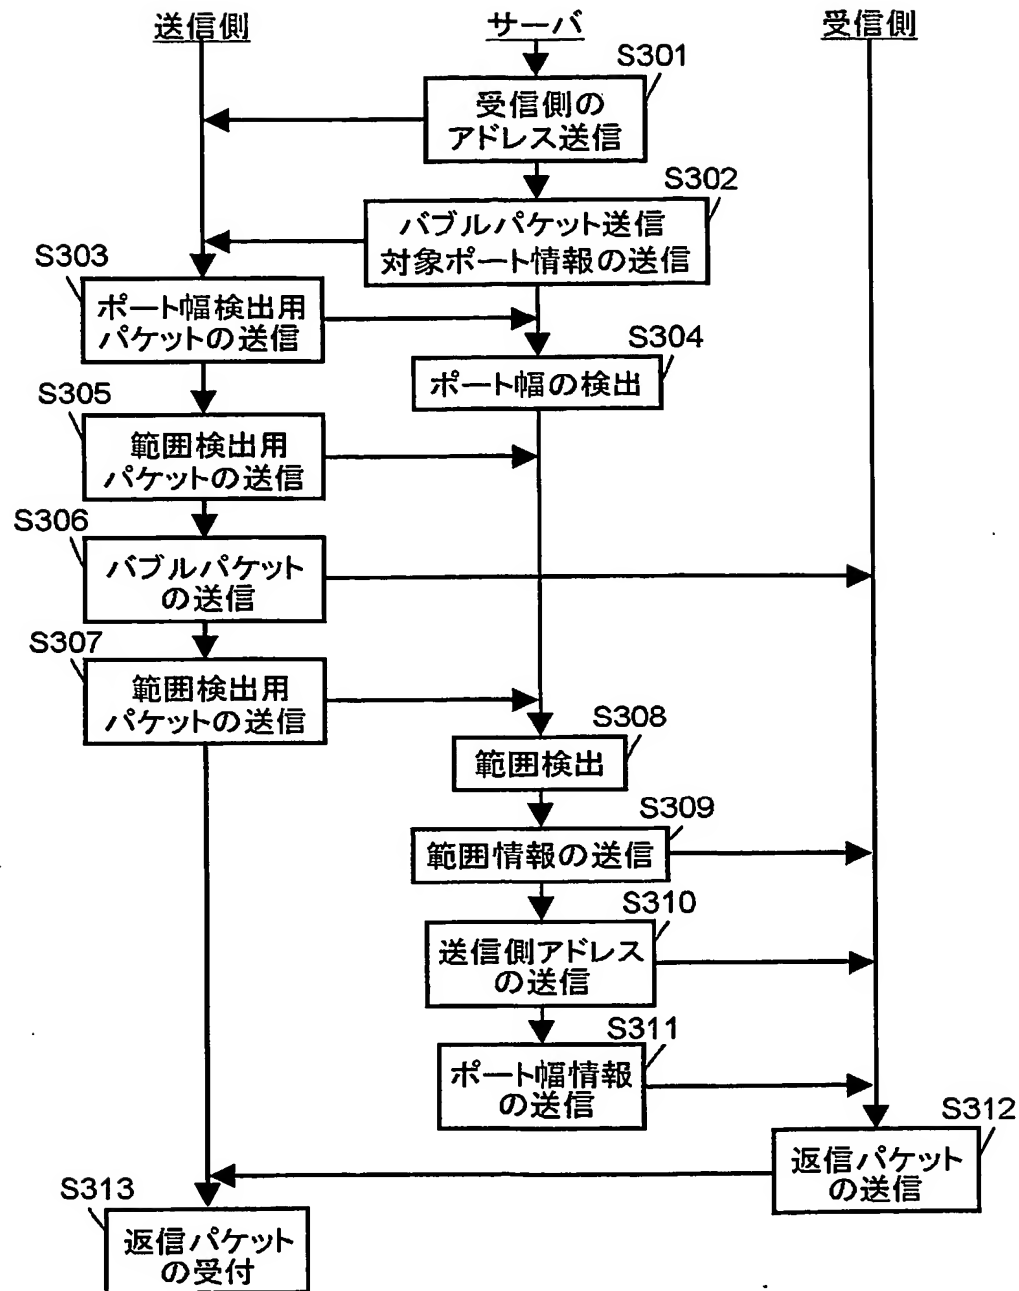 送信側
サーバ
受信側
S301
受信側の
アドレス送信
S302
バブルパケット送信
対象ポート情報の送信
S303
ポート幅検出用
パケットの送信
S304
ポート幅の検出
S305
範囲検出用
パケットの送信
S306
バブルパケット
の送信
S307
範囲検出用
パケットの送信
S308
範囲検出
S309
範囲情報の送信
S310
送信側アドレス
の送信
S311
ポート幅情報
の送信
S312
返信パケット
の送信
S313
返信パケット
の受付